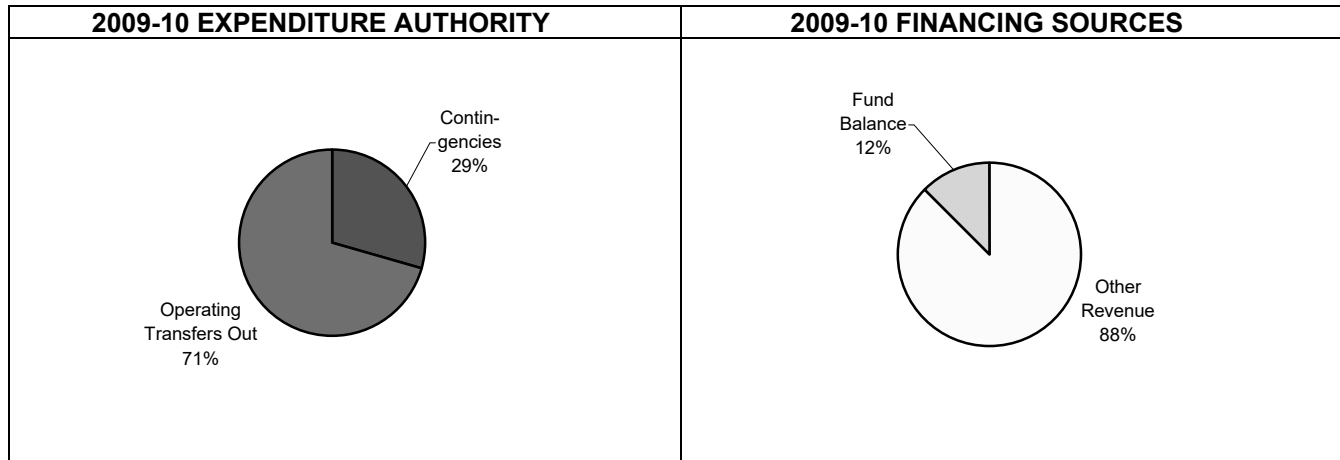 2009-10 EXPENDITURE AUTHORITY
Contin-
gencies
29%
Operating
Transfers Out
71%
2009-10 FINANCING SOURCES
Fund
Balance
12%
Other
Revenue
88%